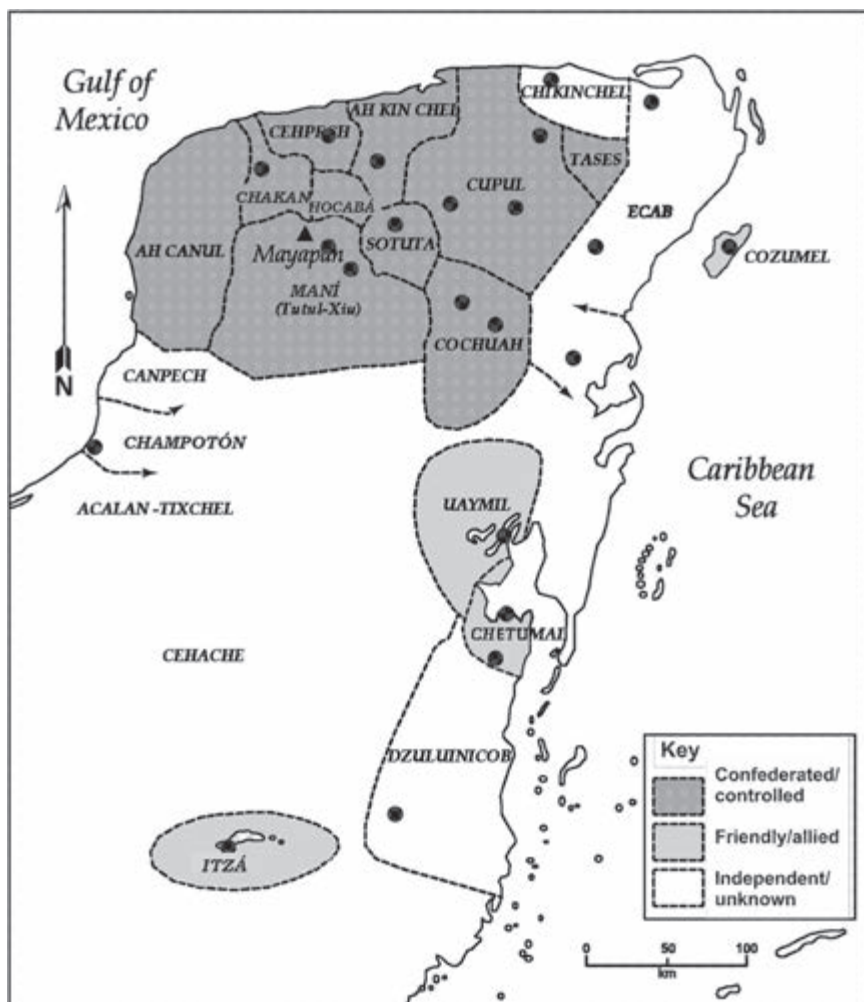 Gulf of
Mexico
CHIKINCHEL
AH KIN CHEL
CEHPECH
TASES
CHAKAN
HOCABÁ
CUPUL
ECAB
AH CANUL
Mayapán
SOTUTA
COZUMEL
MANÍ
(Tutul-Xiu)
COCHUAH
N
CANPECH
CHAMPOTÓN
Caribbean
Sea
ACALAN -TIXCHEL
UAYMIL
CHETUMAL
CEHACHE
DZULUINICOB
ITZÁ
Key
Confederated/
controlled
Friendly/allied
Independent/
unknown
0 50 100
km